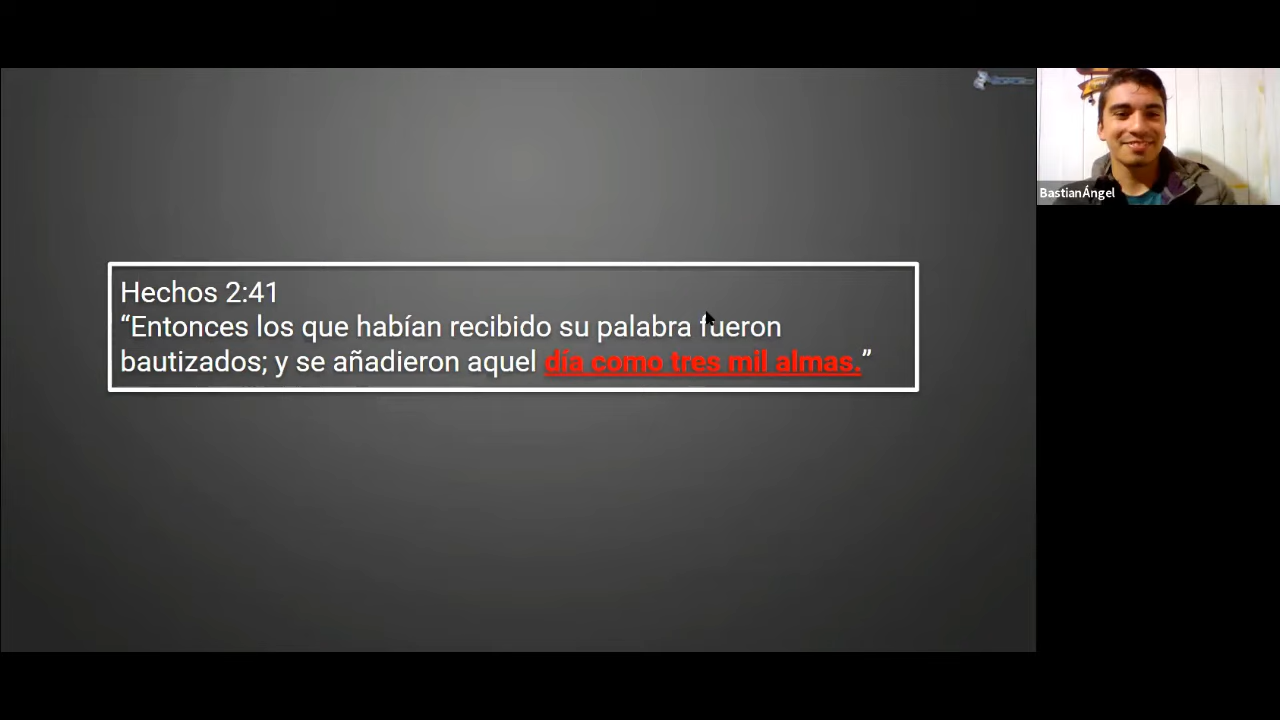 Hechos 2:41
“Entonces los que habían recibido su palabra fueron
bautizados; y se añadieron aquel día como tres mil almas.”
BastianÁngel